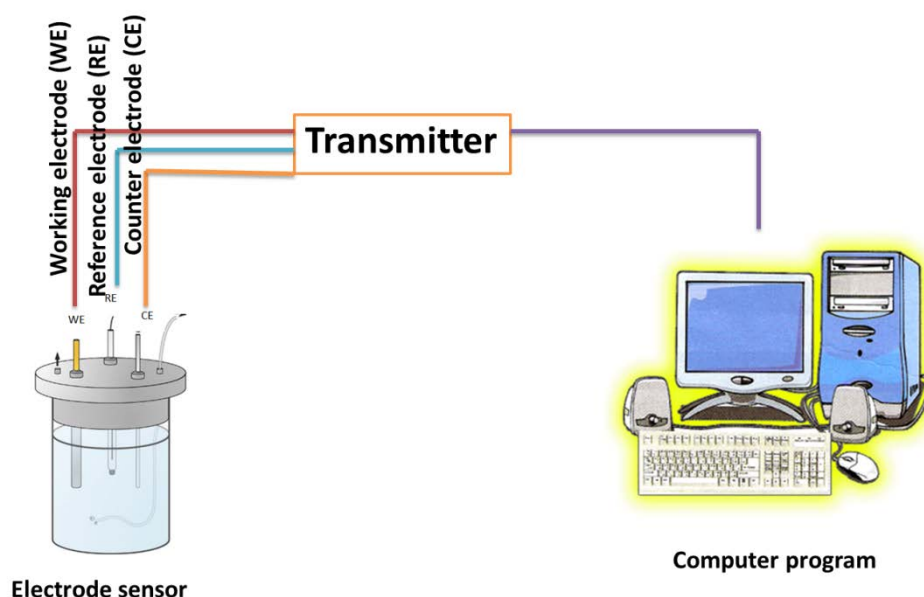 Working electrode (WE)
Reference electrode (RE)
Counter electrode (CE)
Transmitter
WE
RE
CE
Electrode sensor
Computer program